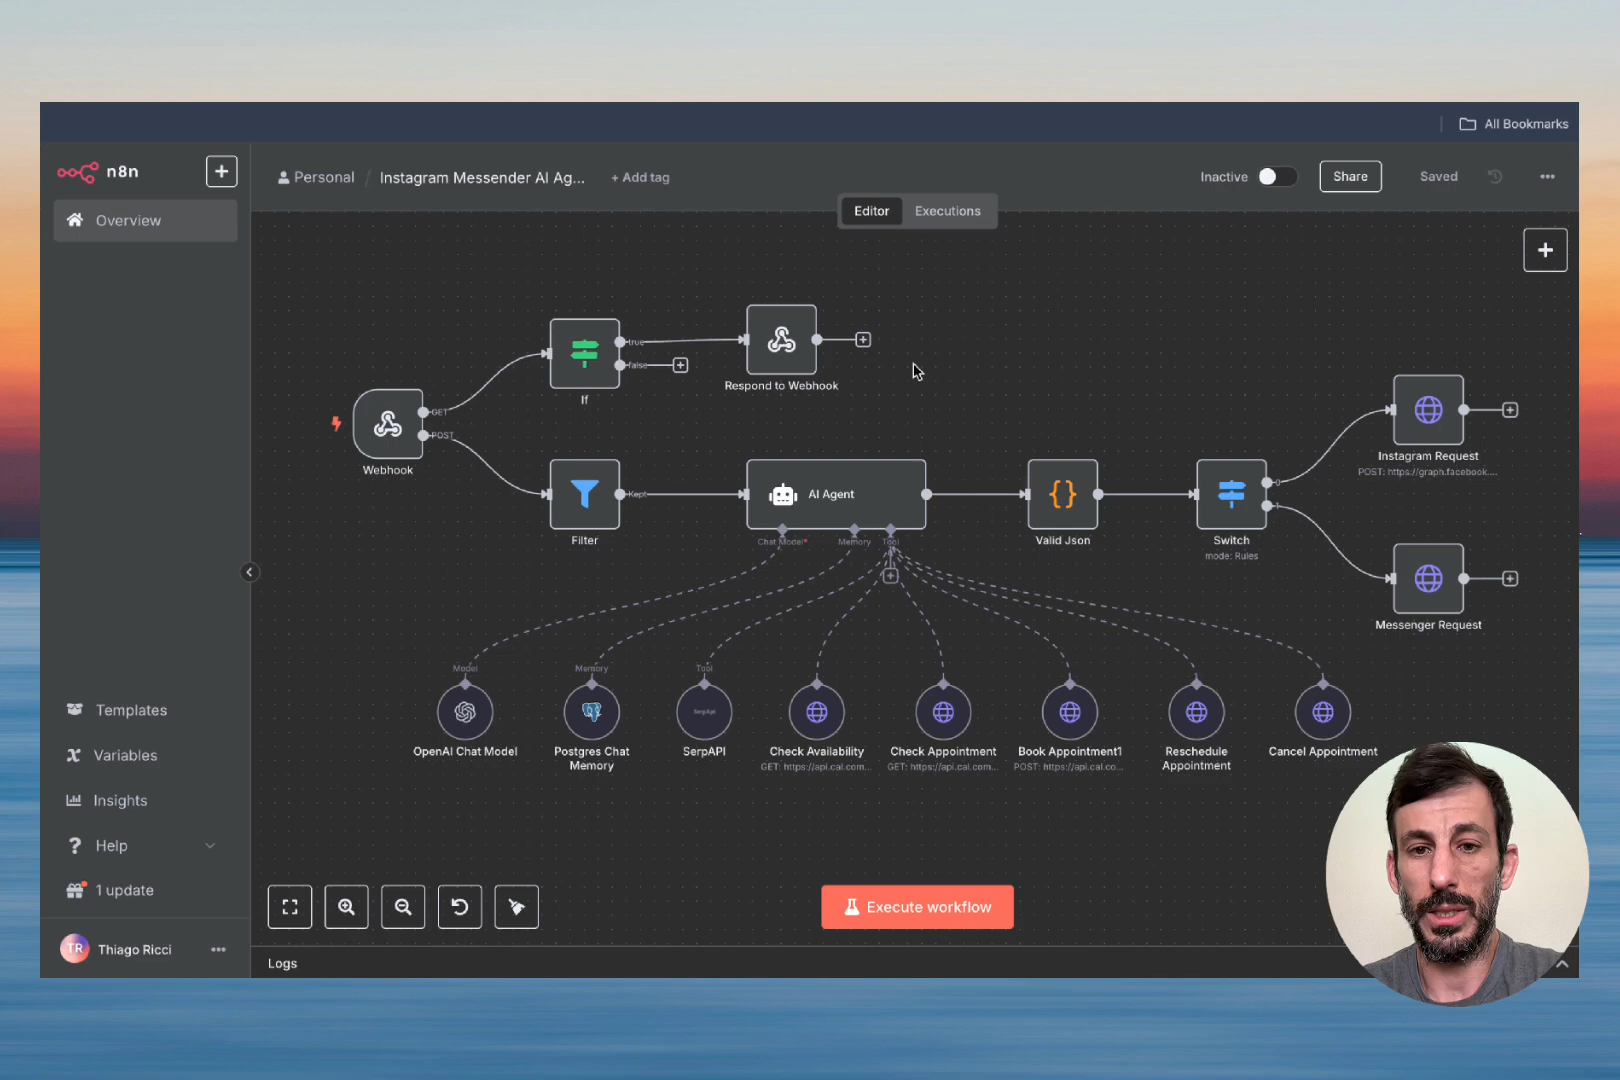 All Bookmarks
n8n
Personal / Instagram Messender AI Ag... + Add tag
Inactive
Share
Saved
Overview
Editor
Executions
true
false
Respond to Webhook
If
GET
POST
Webhook
Instagram Request
POST: https://graph.facebook....
Kept
AI Agent
Filter
Chat Model*
Memory
Tool
Valid Json
0
1
Switch
mode: Rules
Messenger Request
Model
Memory
Tool
SerpApi
OpenAI Chat Model
Postgres Chat
Memory
SerpAPI
Check Availability
GET: https://api.cal.com...
Check Appointment
GET: https://api.cal.com...
Book Appointment1
POST: https://api.cal.co...
Reschedule
Appointment
Cancel Appointment
Templates
Variables
Insights
Help
1 update
Execute workflow
TR
Thiago Ricci
Logs